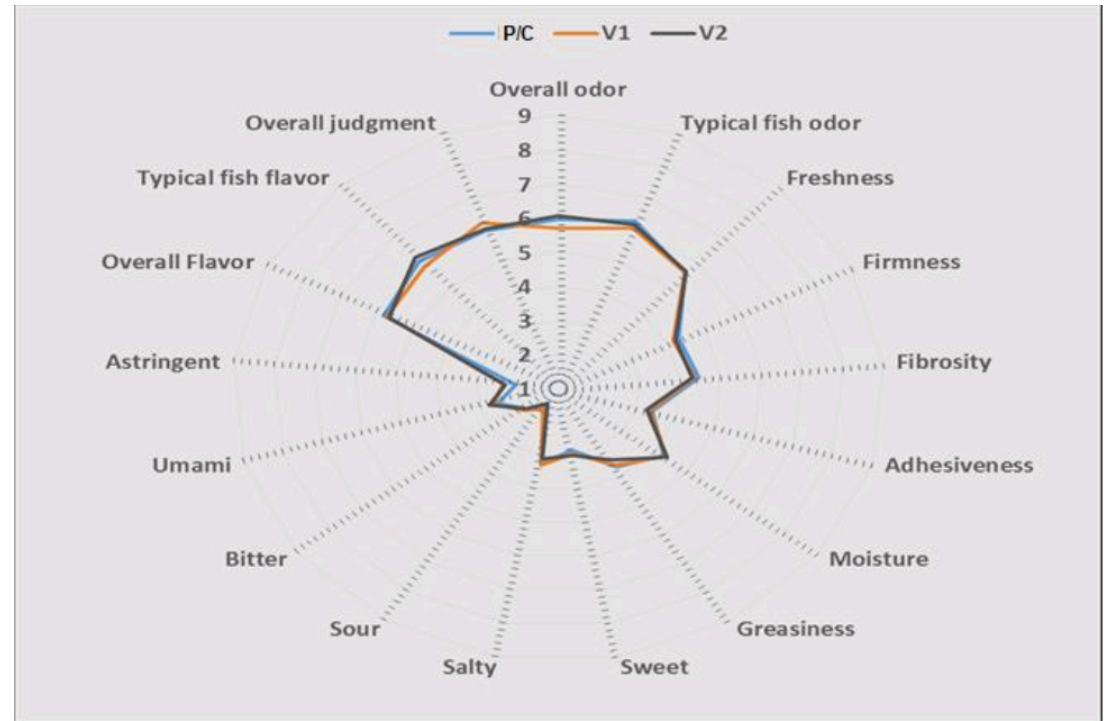 P/C V1 V2
Overall odor
Typical fish odor
Freshness
Firmness
Fibrosity
Adhesiveness
Moisture
Greasiness
Sweet
Salty
Sour
Bitter
Umami
Astringent
Overall Flavor
Typical fish flavor
Overall judgment
9
8
7
6
5
4
3
2
1